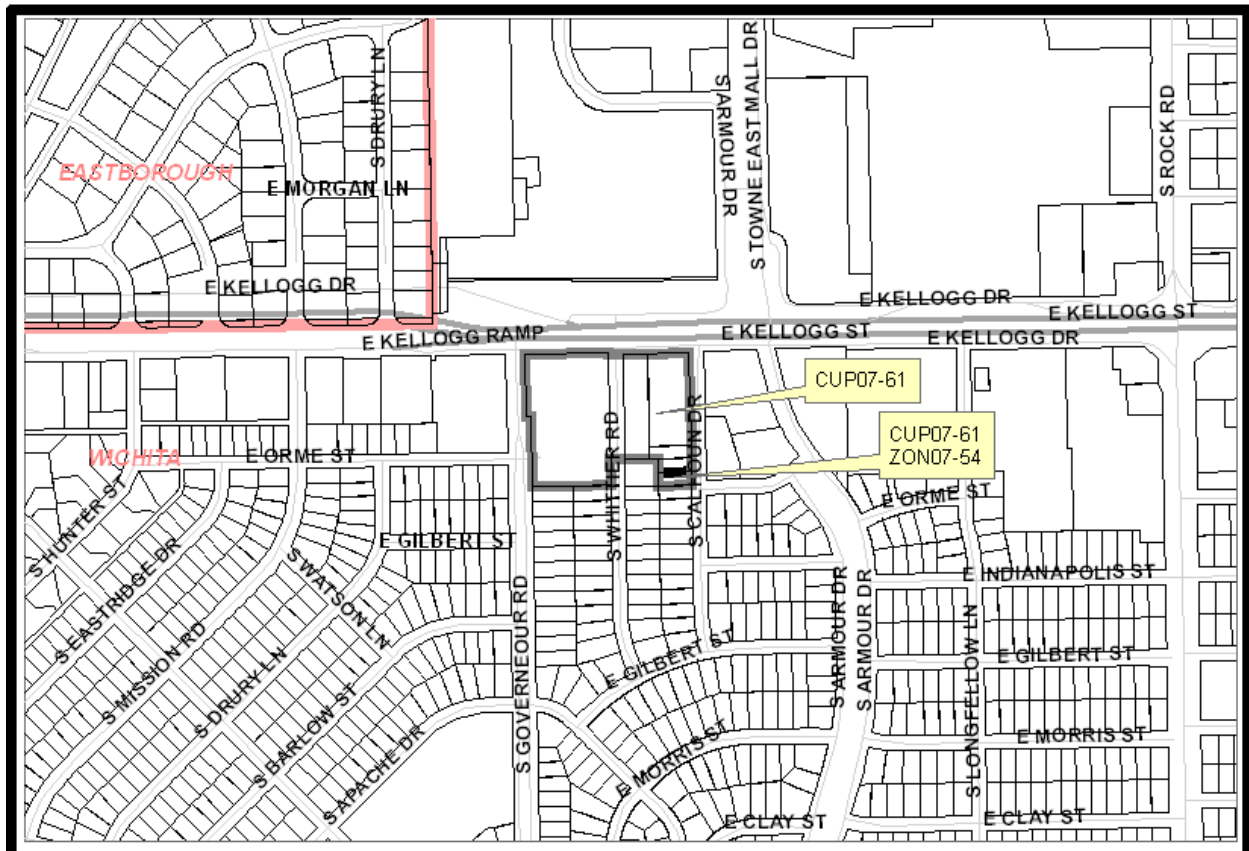 S DRURY LN
S ARMOUR DR
S TOWNE EAST MALL DR
S ROCK RD
EASTBOROUGH
E MORGAN LN
E KELLOGG DR
E KELLOGG DR
E KELLOGG ST
E KELLOGG RAMP
E KELLOGG ST
E KELLOGG DR
CUP07-61
CUP07-61
ZON07-54
WICHITA
E ORME ST
S WHITTIER RD
S CALHOUN DR
E ORME ST
S HUNTER ST
E GILBERT ST
S EASTRIDGE DR
S WATSON LN
E INDIANAPOLIS ST
S MISSION RD
S DRURY LN
S BARLOW ST
S APACHE DR
S GOVERNEOUR RD
E GILBERT ST
S ARMOUR DR
S ARMOUR DR
S LONGFELLOW LN
E GILBERT ST
E MORRIS ST
E MORRIS ST
E CLAY ST
E CLAY ST